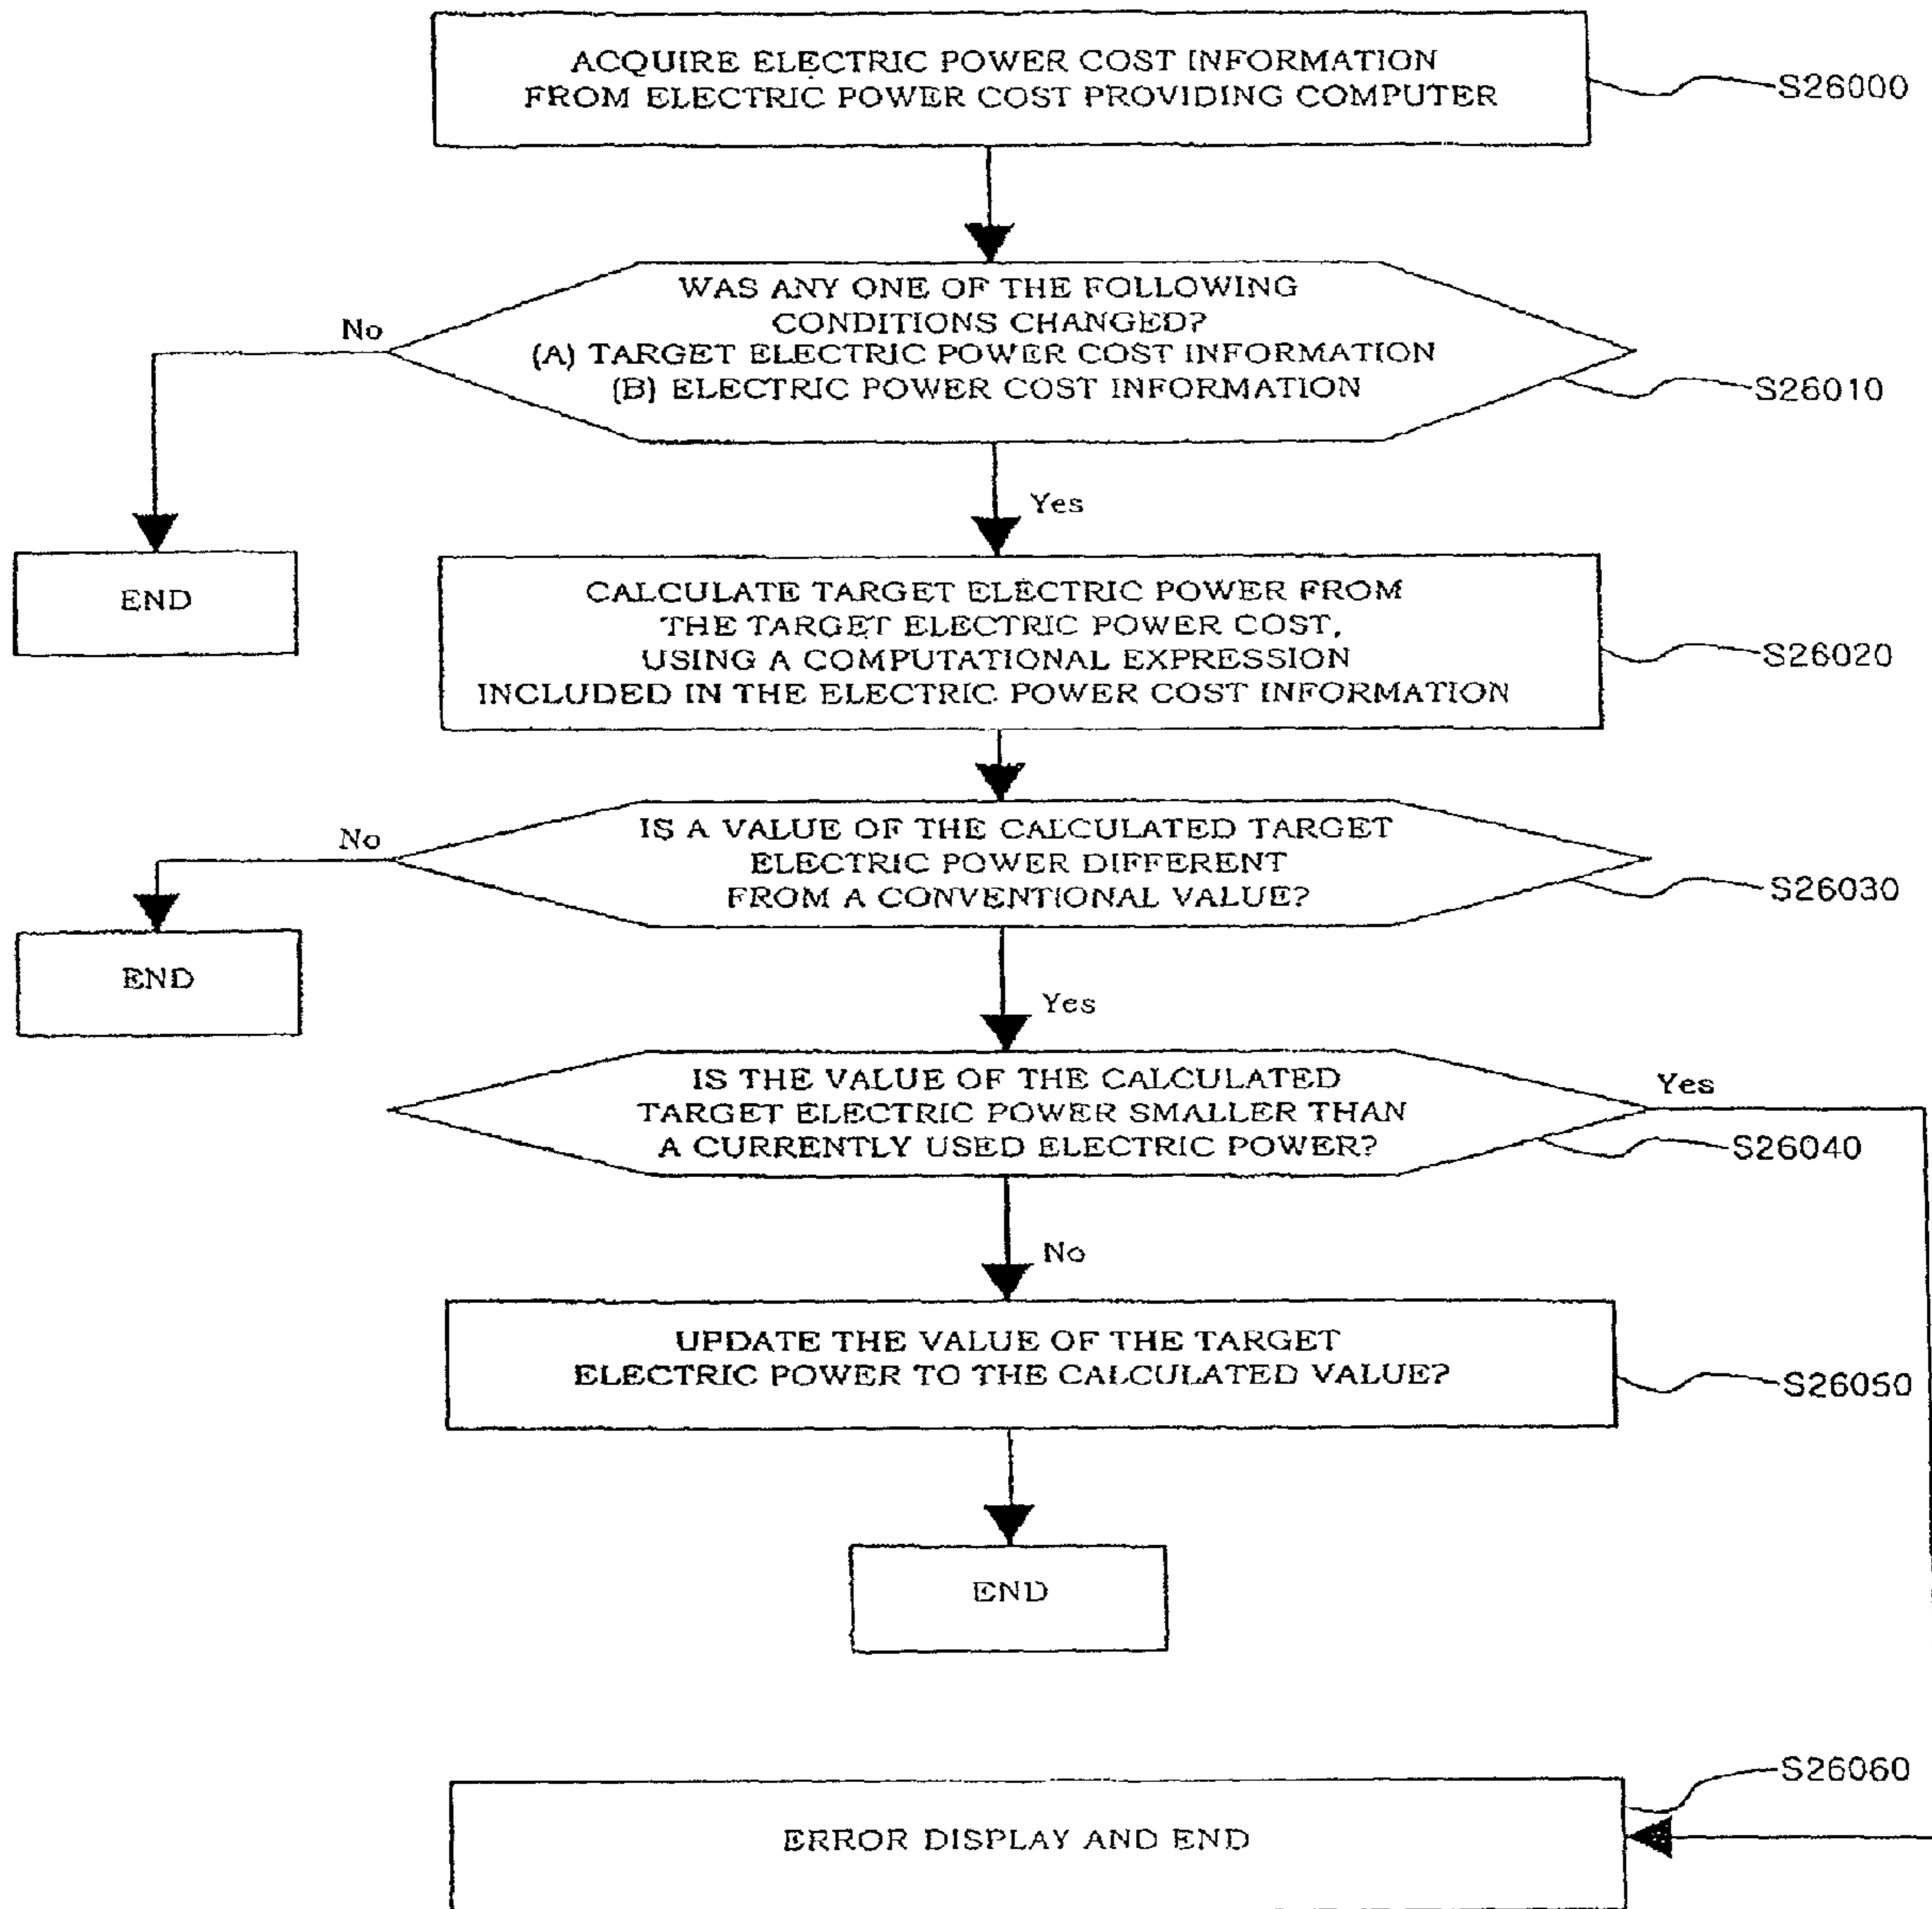 ACQUIRE ELECTRIC POWER COST INFORMATION
FROM ELECTRIC POWER COST PROVIDING COMPUTER
S26000
WAS ANY ONE OF THE FOLLOWING
CONDITIONS CHANGED?
(A) TARGET ELECTRIC POWER COST INFORMATION
(B) ELECTRIC POWER COST INFORMATION
No
S26010
Yes
END
CALCULATE TARGET ELECTRIC POWER FROM
THE TARGET ELECTRIC POWER COST,
USING A COMPUTATIONAL EXPRESSION
INCLUDED IN THE ELECTRIC POWER COST INFORMATION
S26020
IS A VALUE OF THE CALCULATED TARGET
ELECTRIC POWER DIFFERENT
FROM A CONVENTIONAL VALUE?
No
S26030
END
Yes
IS THE VALUE OF THE CALCULATED
TARGET ELECTRIC POWER SMALLER THAN
A CURRENTLY USED ELECTRIC POWER?
Yes
S26040
No
UPDATE THE VALUE OF THE TARGET
ELECTRIC POWER TO THE CALCULATED VALUE?
S26050
END
S26060
ERROR DISPLAY AND END